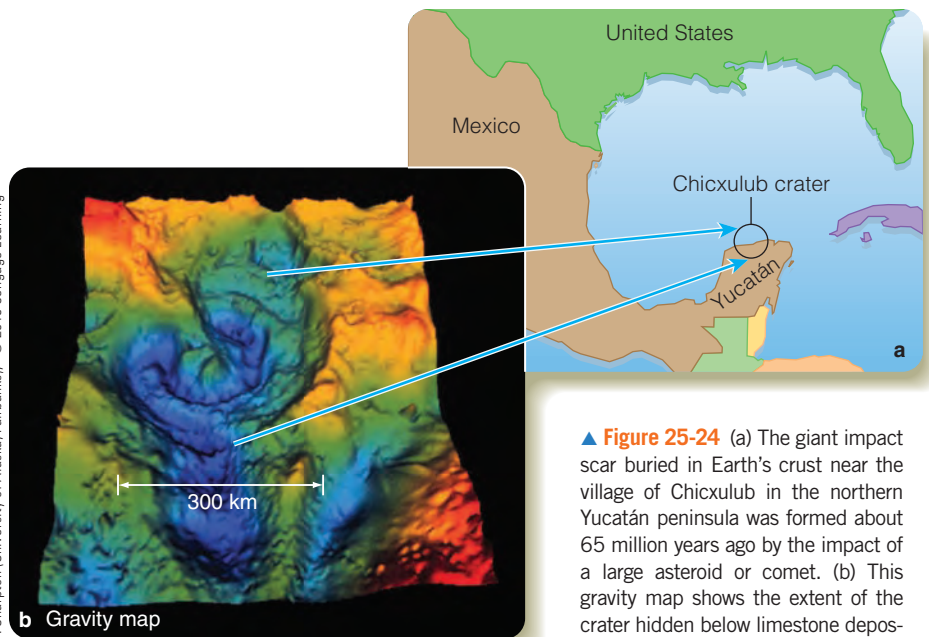 United States
Mexico
Chicxulub crater
Yucatán
a
300 km
b Gravity map
▲ Figure 25-24 (a) The giant impact
scar buried in Earth's crust near the
village of Chicxulub in the northern
Yucatán peninsula was formed about
65 million years ago by the impact of
a large asteroid or comet. (b) This
gravity map shows the extent of the
crater hidden below limestone depos-